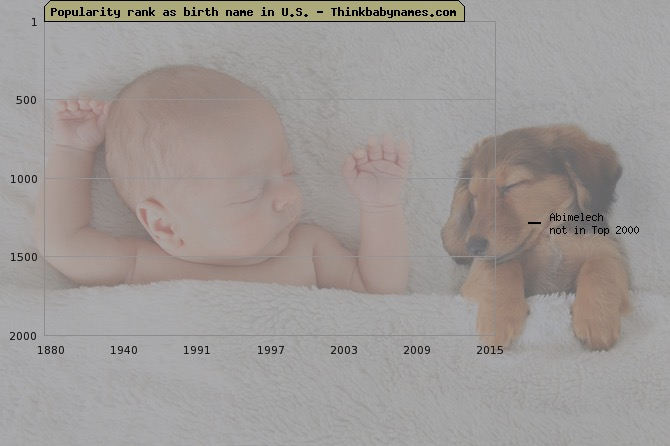 Popularity rank as birth name in U.S. - Thinkbabynames.com
1
500
1000
1500
2000
1880 1940 1991 1997 2003 2009 2015
Abimelech
not in Top 2000